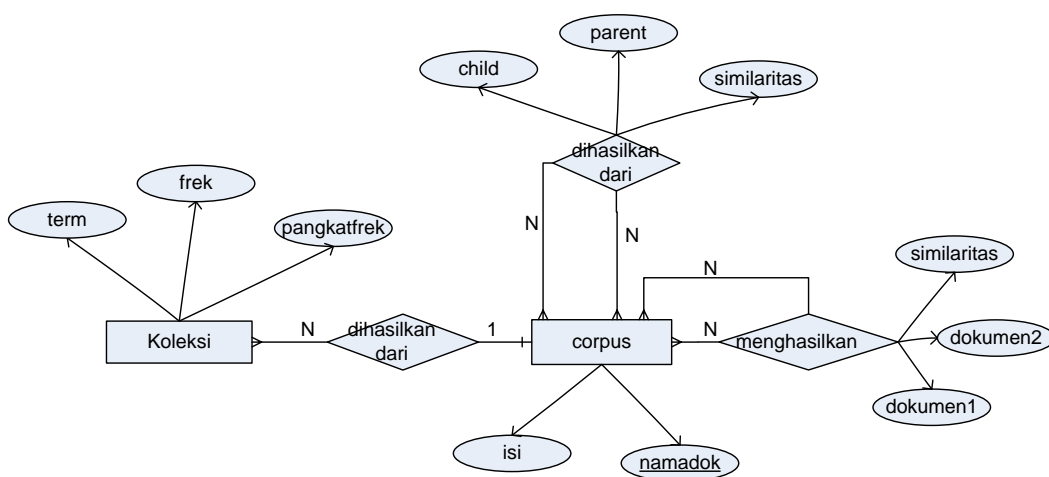 parent
child
similaritas
dihasilkan
dari
frek
term
pangkatfrek
N
N
N
similaritas
Koleksi
N
dihasilkan
dari
1
corpus
N
menghasilkan
dokumen2
dokumen1
isi
namadok